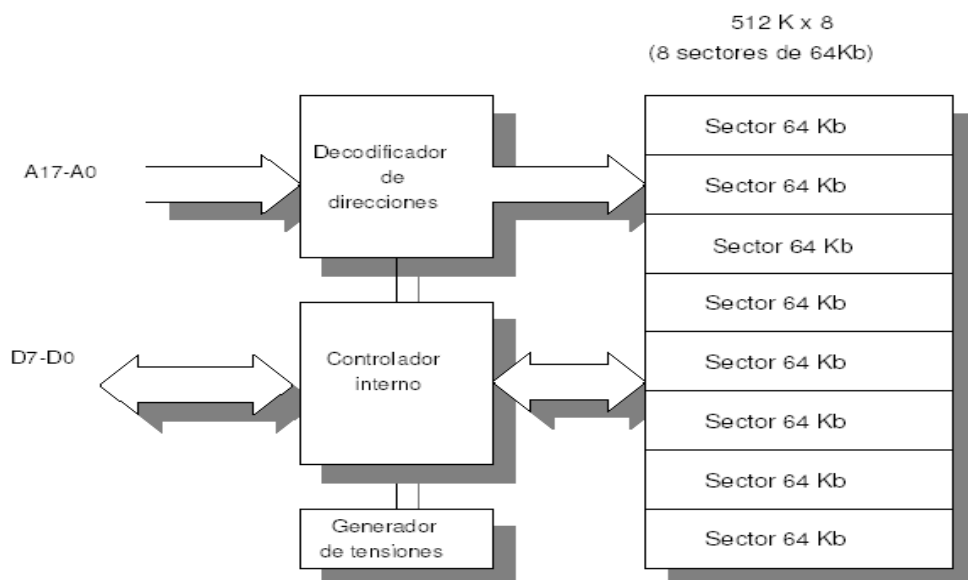 512 K x 8
(8 sectores de 64Kb)
A17-A0
Decodificador
de
direcciones
Sector 64 Kb
Sector 64 Kb
Sector 64 Kb
Sector 64 Kb
D7-D0
Controlador
interno
Sector 64 Kb
Sector 64 Kb
Sector 64 Kb
Generador
de tensiones
Sector 64 Kb